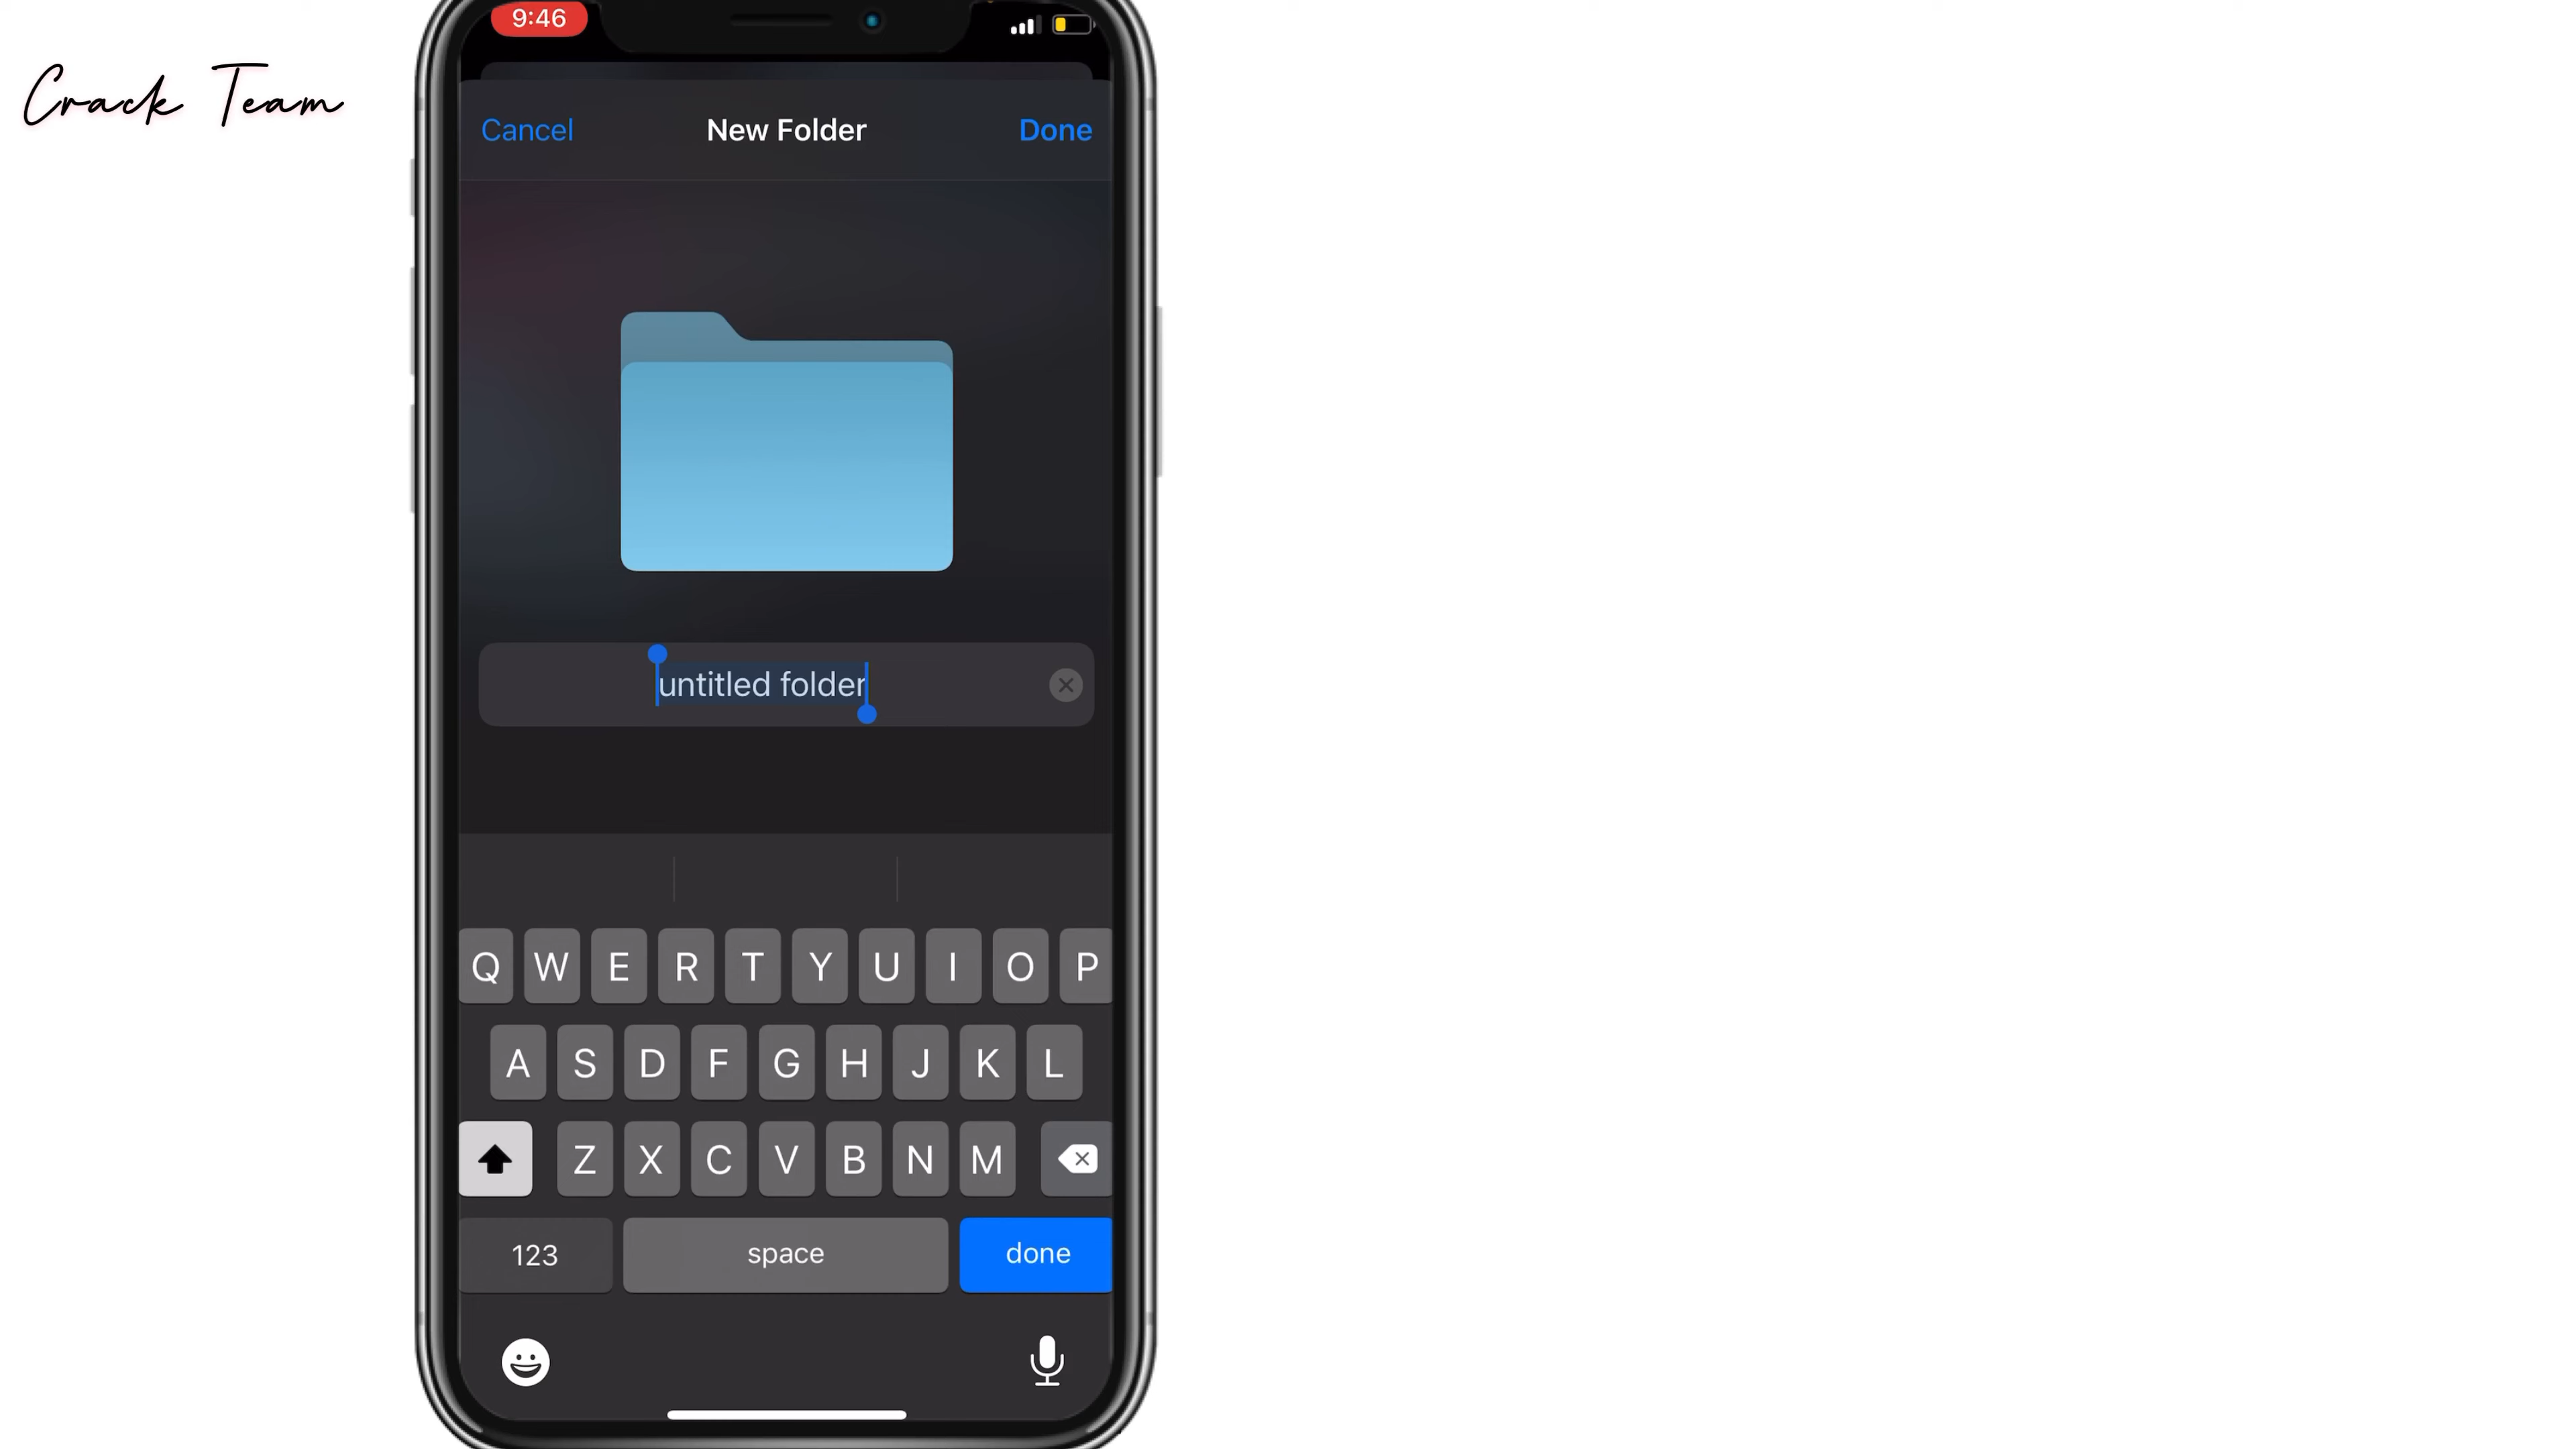 9:46
Crack Team
Cancel New Folder Done
untitled folder
Q W E R T Y U I O P
A S D F G H J K L
Z X C V B N M
123 space done